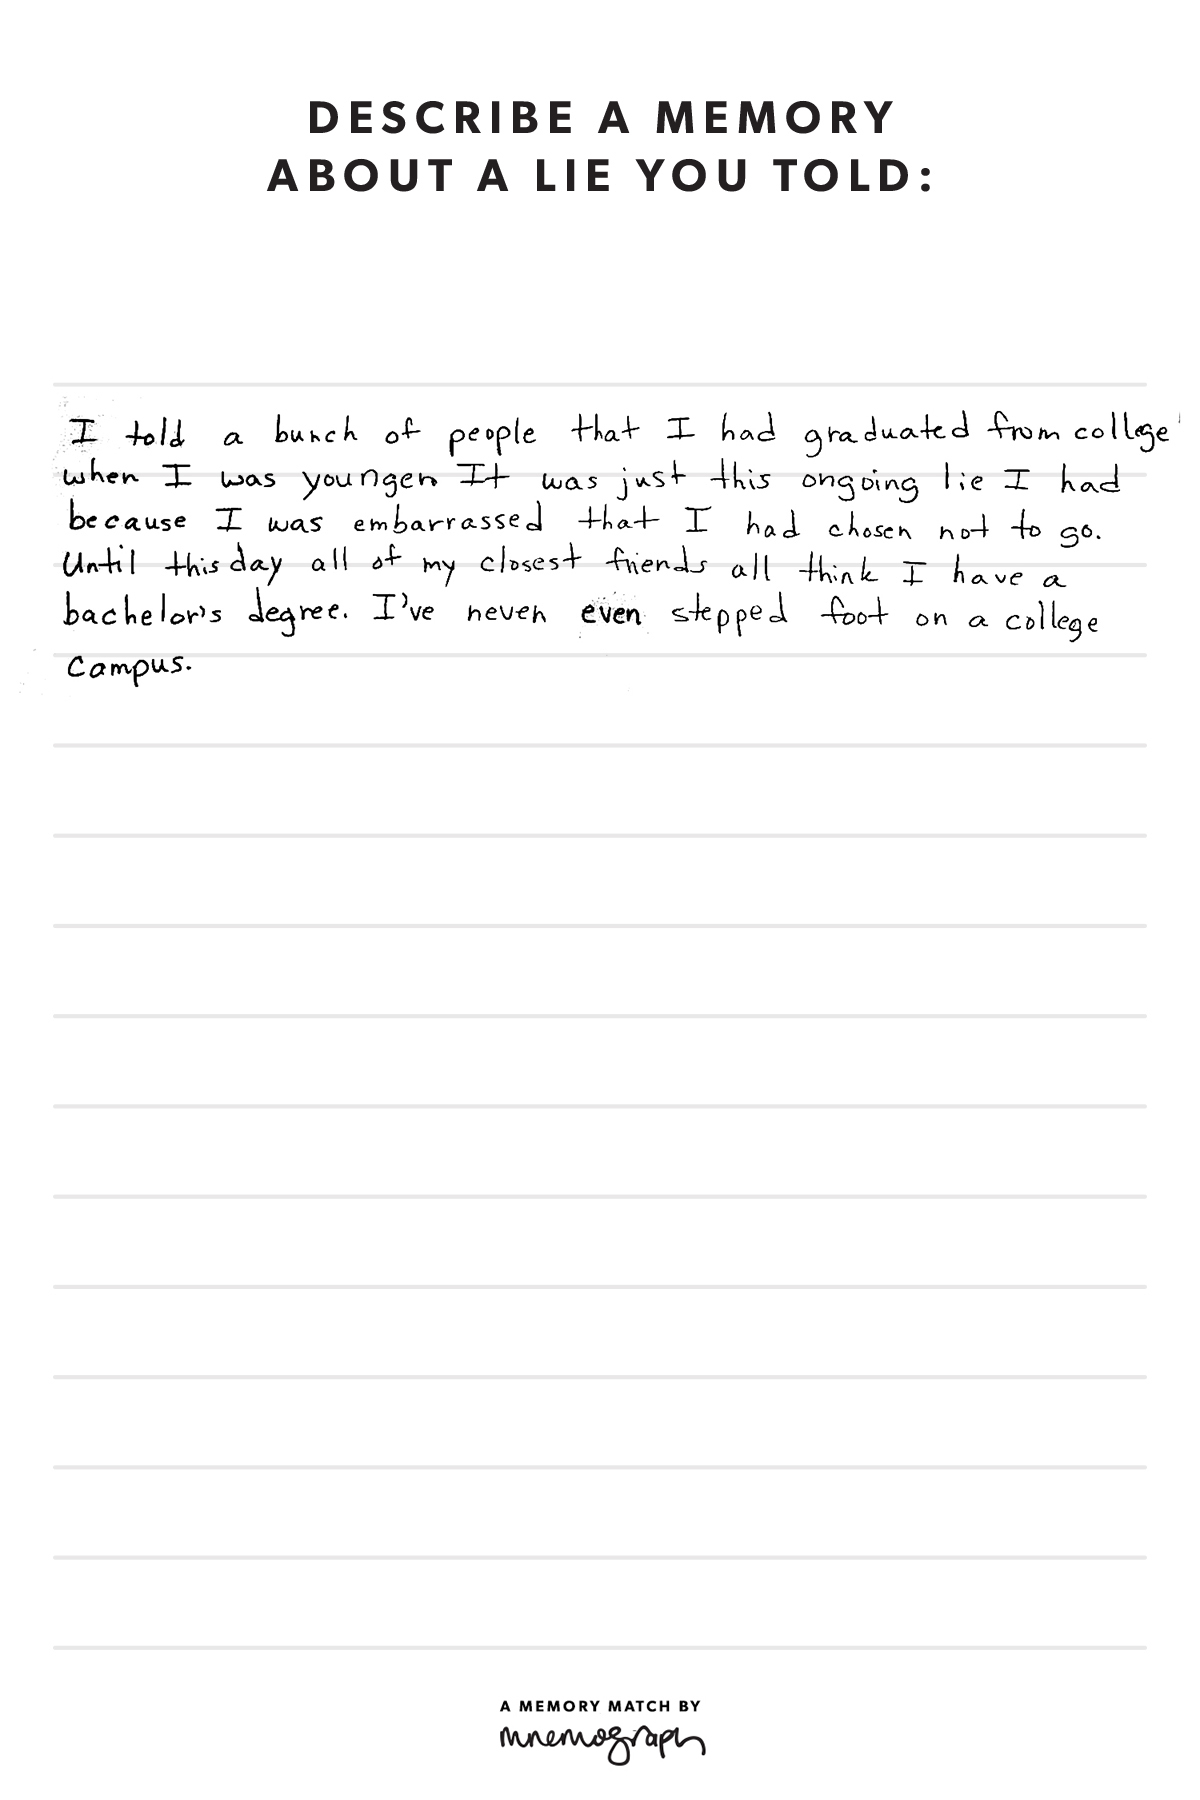 DESCRIBE A MEMORY
ABOUT A LIE YOU TOLD:
I told a bunch of people that I had graduated from college
when I was younger. It was just this ongoing lie I had
because I was embarrassed that I had chosen not to go.
Until this day all of my closest friends all think I have a
bachelor's degree. I've never even stepped foot on a college
campus.
A MEMORY MATCH BY
mnemograph